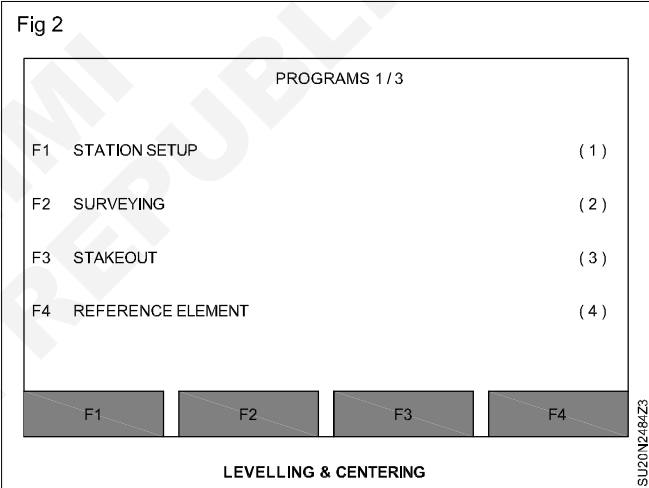 Fig 2
PROGRAMS 1 / 3
F1 STATION SETUP ( 1 )
F2 SURVEYING ( 2 )
F3 STAKEOUT ( 3 )
F4 REFERENCE ELEMENT ( 4 )
F1 F2 F3 F4
LEVELLING & CENTERING
SU20N2484Z3